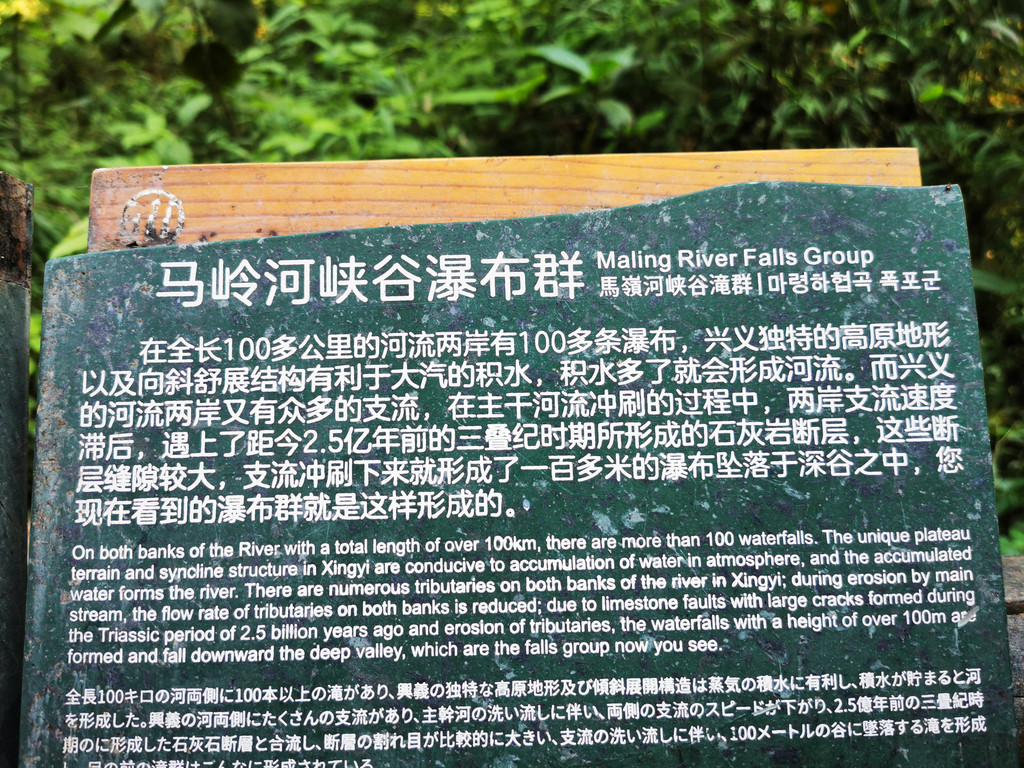 马岭河峡谷瀑布群
Maling River Falls Group
馬嶺河峡谷滝群 | 마령하협곡 폭포군
在全长100多公里的河流两岸有100多条瀑布，兴义独特的高原地形
以及向斜舒展结构有利于大汽的积水，积水多了就会形成河流。而兴义
的河流两岸又有众多的支流，在主干河流冲刷的过程中，两岸支流速度
滞后，遇上了距今2.5亿年前的三叠纪时期所形成的石灰岩断层，这些断
层缝隙较大，支流冲刷下来就形成了一百多米的瀑布坠落于深谷之中，您
现在看到的瀑布群就是这样形成的。
On both banks of the River with a total length of over 100km, there are more than 100 waterfalls. The unique plateau
terrain and syncline structure in Xingyi are conducive to accumulation of water in atmosphere, and the accumulated
water forms the river. There are numerous tributaries on both banks of the river in Xingyi; during erosion by main
stream, the flow rate of tributaries on both banks is reduced; due to limestone faults with large cracks formed during
the Triassic period of 2.5 billion years ago and erosion of tributaries, the waterfalls with a height of over 100m are
formed and fall downward the deep valley, which are the falls group now you see.
全長100キロの河両側に100本以上の滝があり、興義の独特な高原地形及び傾斜展開構造は蒸気の積水に有利し、積水が貯まると河
を形成した。興義の河両側にたくさんの支流があり、主幹河の洗い流しに伴い、両側の支流のスピードが下がり、2.5億年前の三畳紀時
期のに形成した石灰石断層と合流し、断層の割れ目が比較的に大きい、支流の洗い流しに伴い、100メートルの谷に墜落する滝を形成
し、目の前の滝群はこんなに形成されている。